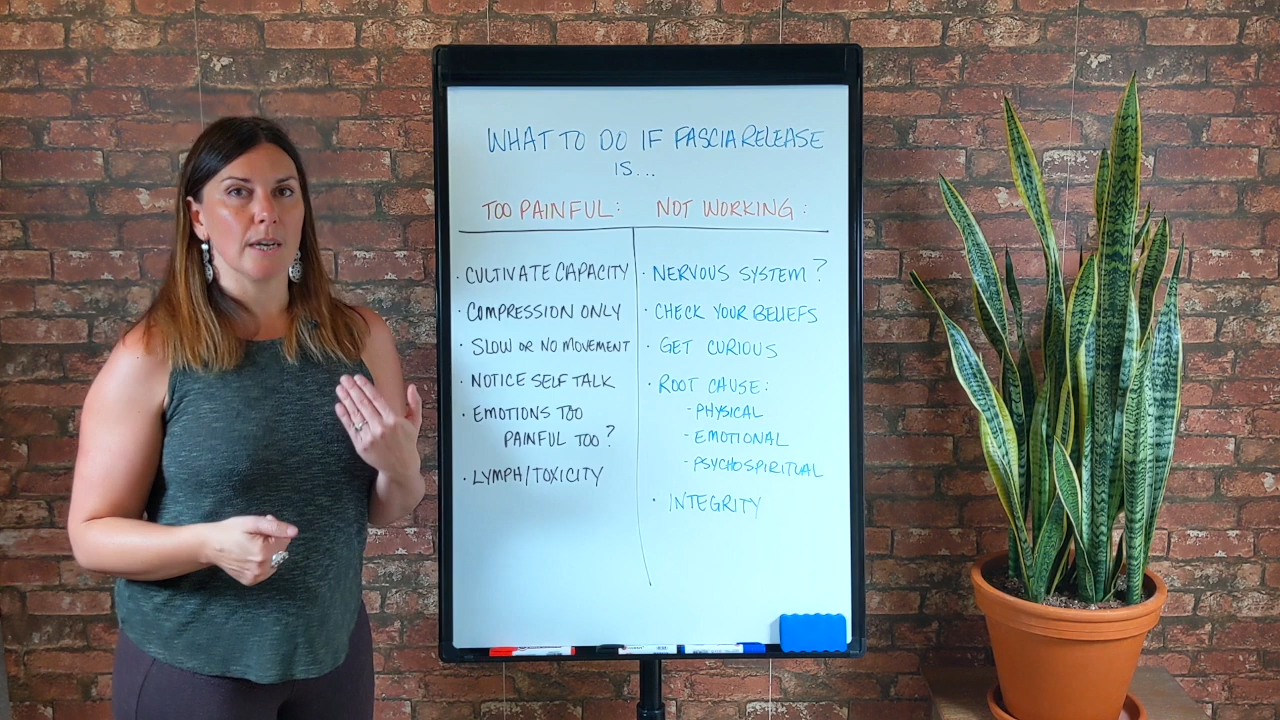 WHAT TO DO IF FASCIA RELEASE
IS...
TOO PAINFUL:
· CULTIVATE CAPACITY
· COMPRESSION ONLY
· SLOW OR NO MOVEMENT
· NOTICE SELF TALK
· EMOTIONS TOO
PAINFUL TOO?
· LYMPH/TOXICITY
NOT WORKING:
· NERVOUS SYSTEM?
· CHECK YOUR BELIEFS
· GET CURIOUS
· ROOT CAUSE:
- PHYSICAL
- EMOTIONAL
- PSYCHOSPIRITUAL
· INTEGRITY